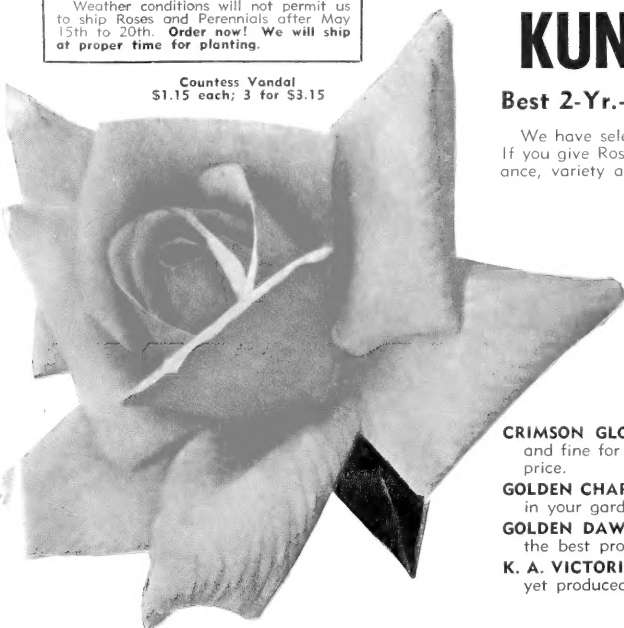 Weather conditions will not permit us
to ship Roses and Perennials after May
15th to 20th. Order now! We will ship
at proper time for planting.
Countess Vandal
$1.15 each; 3 for $3.15
KUN
Best 2-Yr.-
We have sele
If you give Ros
ance, variety a
CRIMSON GLO
and fine for
price.
GOLDEN CHAR
in your gard
GOLDEN DAW
the best pro
K. A. VICTORI
yet produced